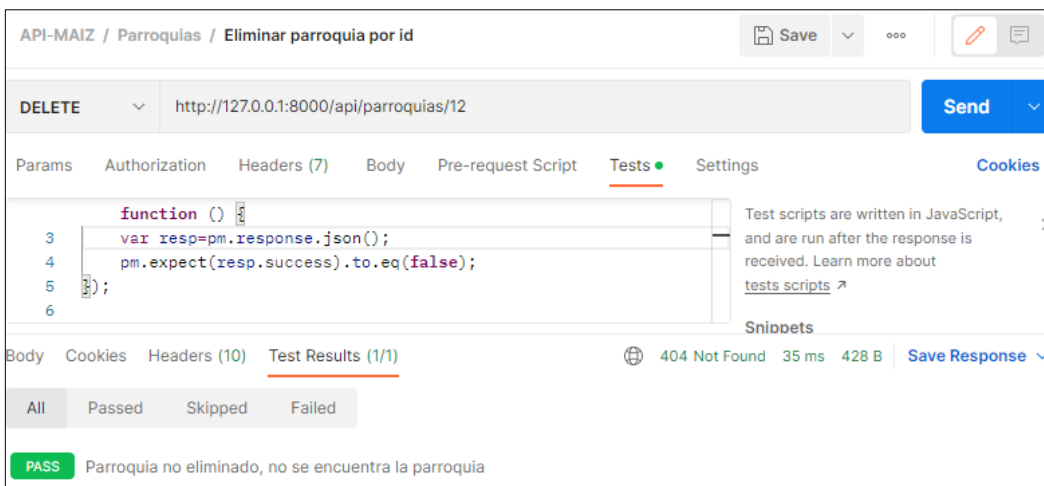 API-MAIZ / Parroquias / Eliminar parroquia por id
Save
DELETE
http://127.0.0.1:8000/api/parroquias/12
Send
Params Authorization Headers (7) Body Pre-request Script Tests Settings Cookies
function () {
3 var resp=pm.response.json();
4 pm.expect(resp.success).to.eq(false);
5 });
6
Test scripts are written in JavaScript,
and are run after the response is
received. Learn more about
tests scripts ↗
Snippets
Body Cookies Headers (10) Test Results (1/1) 404 Not Found 35 ms 428 B Save Response
All Passed Skipped Failed
PASS Parroquia no eliminado, no se encuentra la parroquia